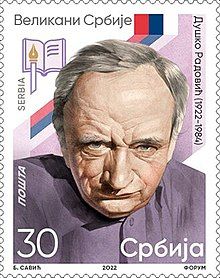 Великани Србије
SERBIA
Душко Радовић (1922-1984)
ПОШТА
30
Србија
Б. САВИЋ
2022
ФОРУМ